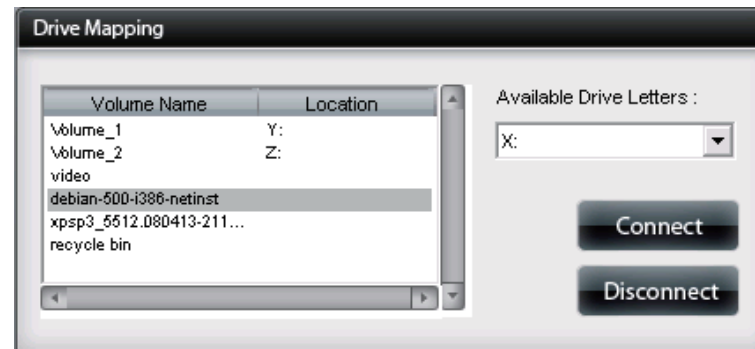 Drive Mapping
Volume Name Location
Volume_1 Y:
Volume_2 Z:
video
debian-500-i386-netinst
xpsp3_5512.080413-211...
recycle bin
Available Drive Letters :
X:
Connect
Disconnect